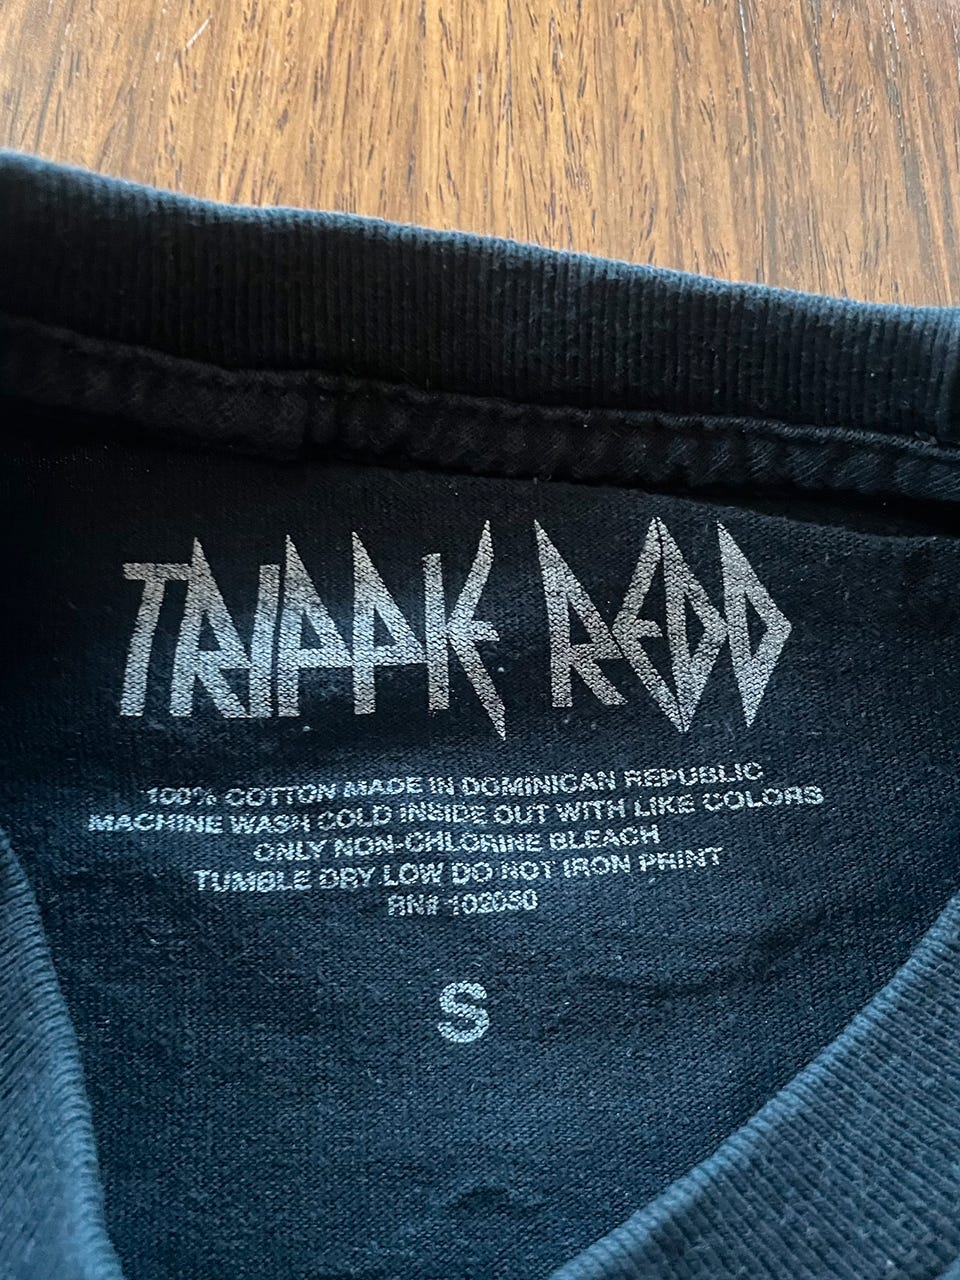 TRIPPIE REDD
100% COTTON MADE IN DOMINICAN REPUBLIC
MACHINE WASH COLD INSIDE OUT WITH LIKE COLORS
ONLY NON-CHLORINE BLEACH
TUMBLE DRY LOW DO NOT IRON PRINT
RN# 102050
S